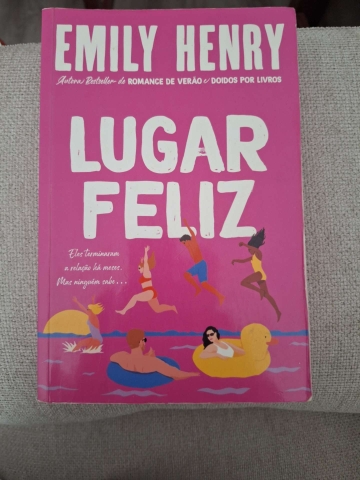 EMILY HENRY
Autora Bestseller de ROMANCE DE VERÃO e DOIDOS POR LIVROS
LUGAR
FELIZ
Eles terminaram
a relação há meses.
Mas ninguém sabe...